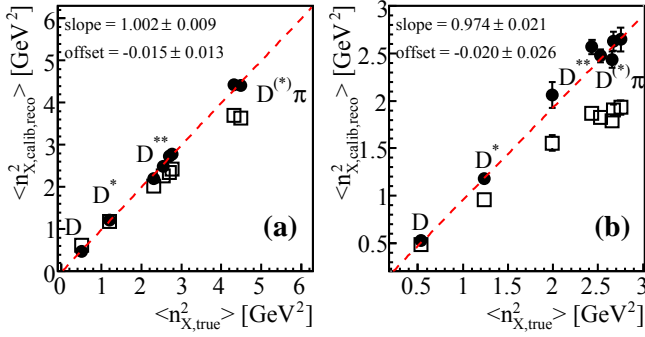 slope = 1.002 ± 0.009
offset = -0.015 ± 0.013
D
D*
D**
D(*)π
(a)
<n²X,calib,reco> [GeV²]
0
1
2
3
4
5
6
0 1 2 3 4 5 6
<n²X,true> [GeV²]
slope = 0.974 ± 0.021
offset = -0.020 ± 0.026
D
D*
D**
D(*)π
(b)
<n²X,calib,reco> [GeV²]
0.5
1
1.5
2
2.5
3
0.5 1 1.5 2 2.5 3
<n²X,true> [GeV²]